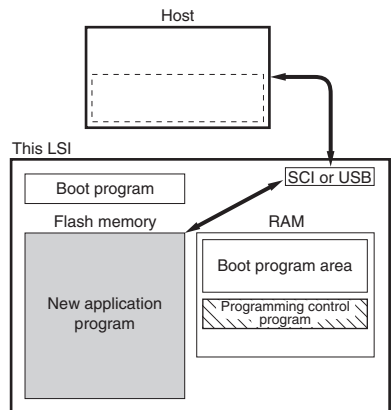 Host
This LSI
SCI or USB
Boot program
Flash memory
RAM
New application
program
Boot program area
Programming control
program